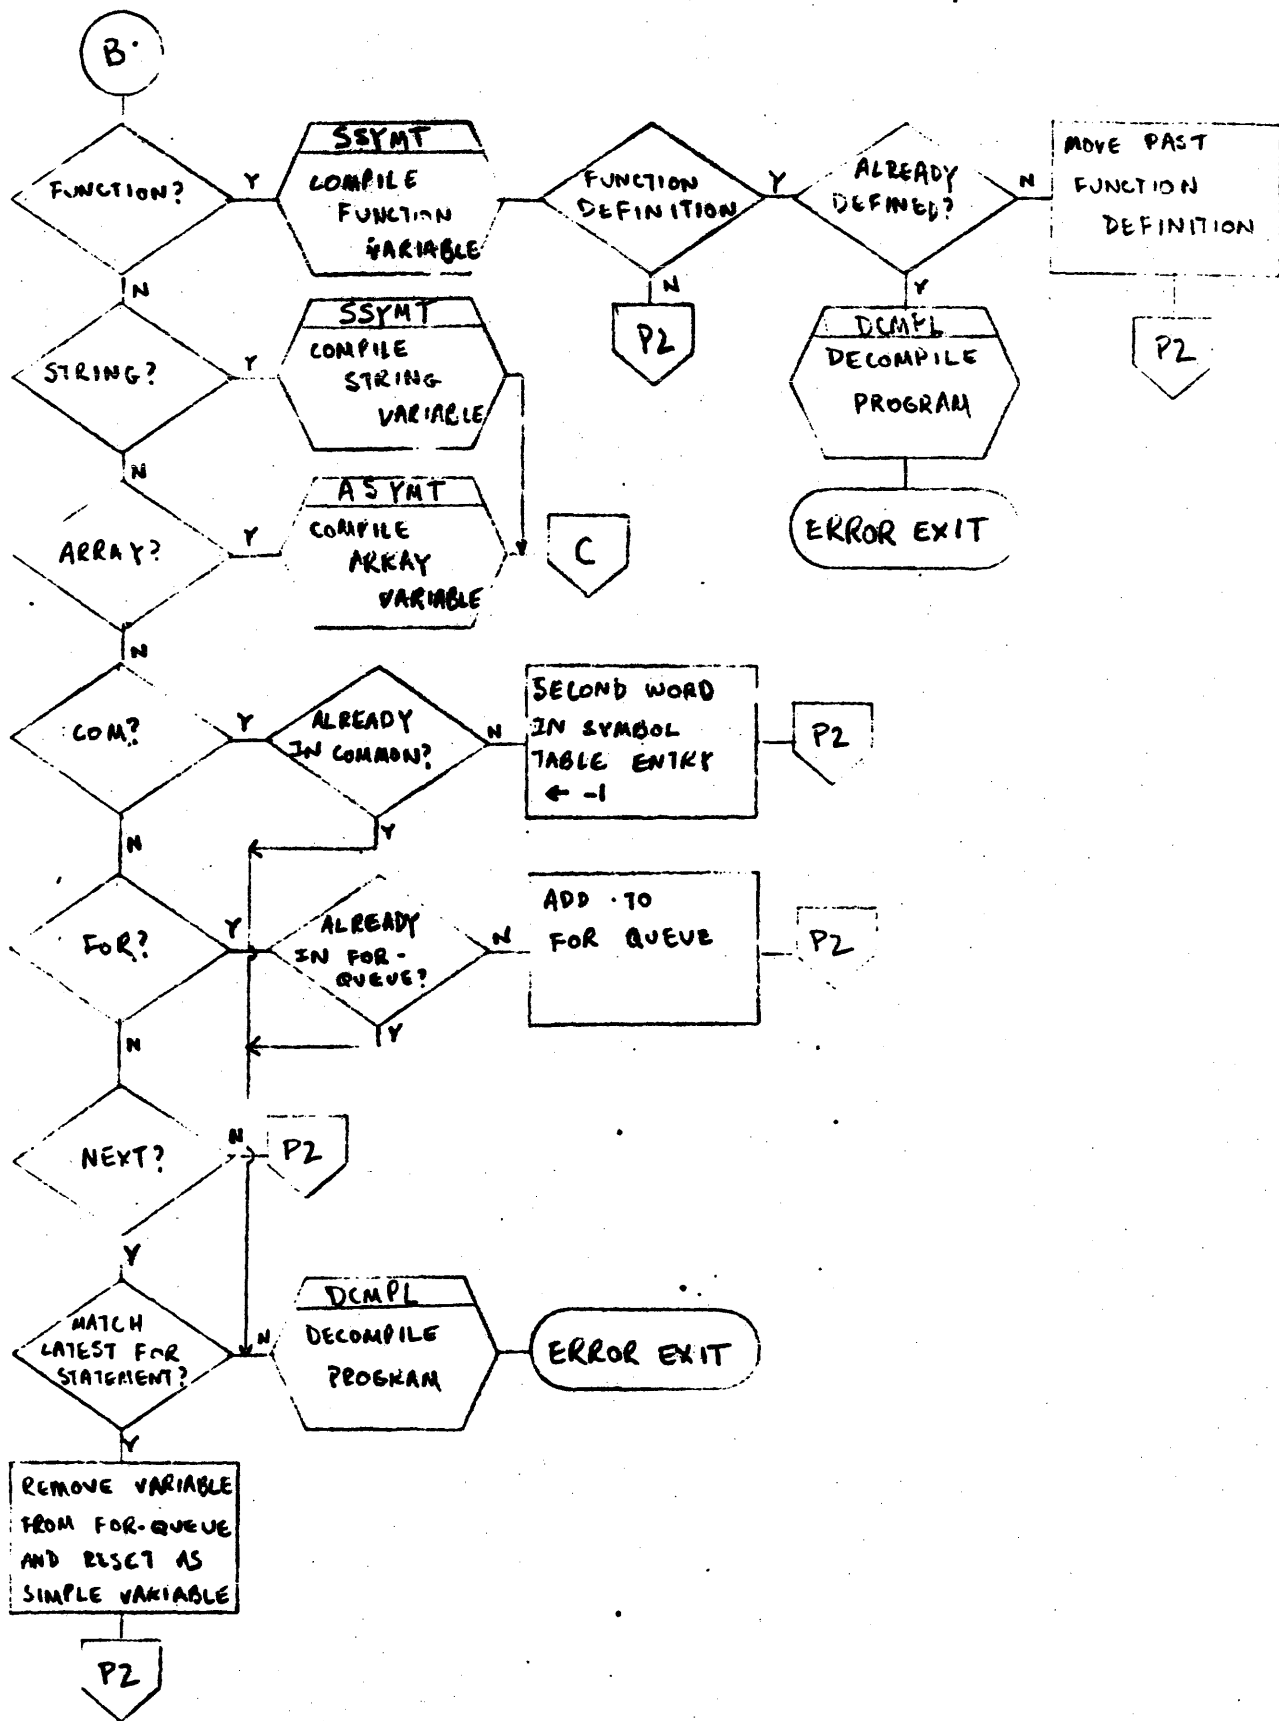 B
FUNCTION?
Y
SSYMT
COMPILE
FUNCTION
VARIABLE
FUNCTION
DEFINITION
Y
ALREADY
DEFINED?
N
MOVE PAST
FUNCTION
DEFINITION
N
N
P2
Y
P2
STRING?
Y
SSYMT
COMPILE
STRING
VARIABLE
DCMPL
DECOMPILE
PROGRAM
N
ERROR EXIT
ARRAY?
Y
ASYMT
COMPILE
ARRAY
VARIABLE
C
N
COM?
Y
ALREADY
IN COMMON?
N
SECOND WORD
IN SYMBOL
TABLE ENTRY
← -1
P2
Y
N
FOR?
Y
ALREADY
IN FOR-
QUEUE?
N
ADD TO
FOR QUEUE
P2
Y
N
NEXT?
N
P2
Y
MATCH
LATEST FOR
STATEMENT?
N
DCMPL
DECOMPILE
PROGRAM
ERROR EXIT
Y
REMOVE VARIABLE
FROM FOR-QUEUE
AND RESET AS
SIMPLE VARIABLE
P2